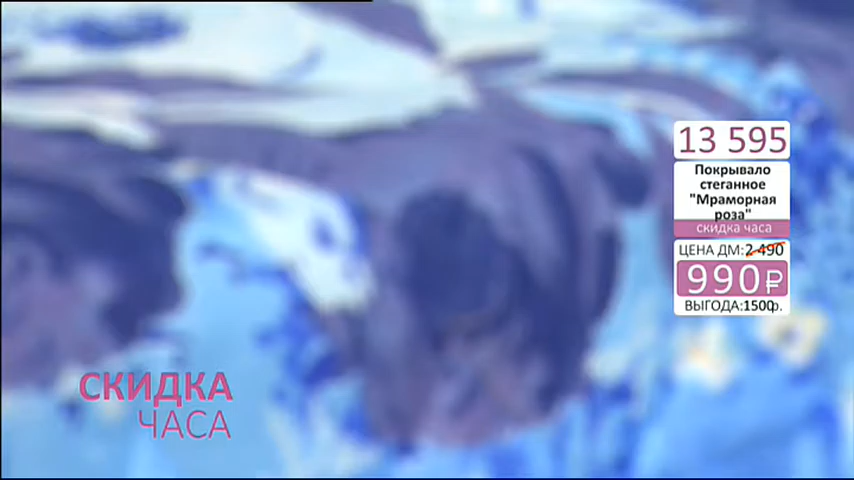 13 595
Покрывало
стеганное
"Мраморная
роза"
скидка часа
ЦЕНА ДМ: 2 490
990₽
ВЫГОДА:1500р.
СКИДКА
ЧАСА